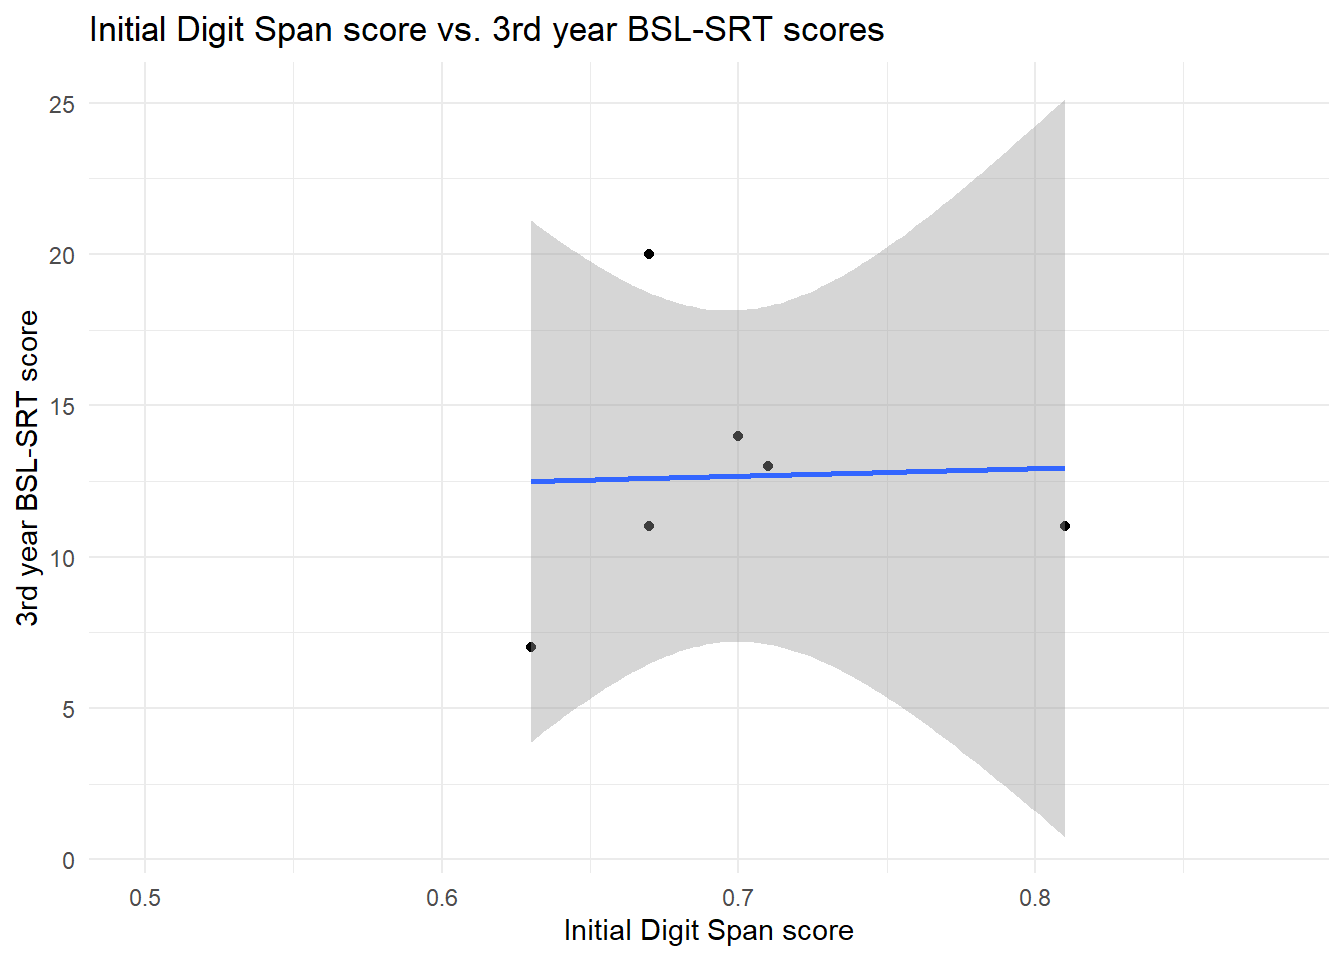 Initial Digit Span score vs. 3rd year BSL-SRT scores
3rd year BSL-SRT score
25
20
15
10
5
0
0.5 0.6 0.7 0.8
Initial Digit Span score